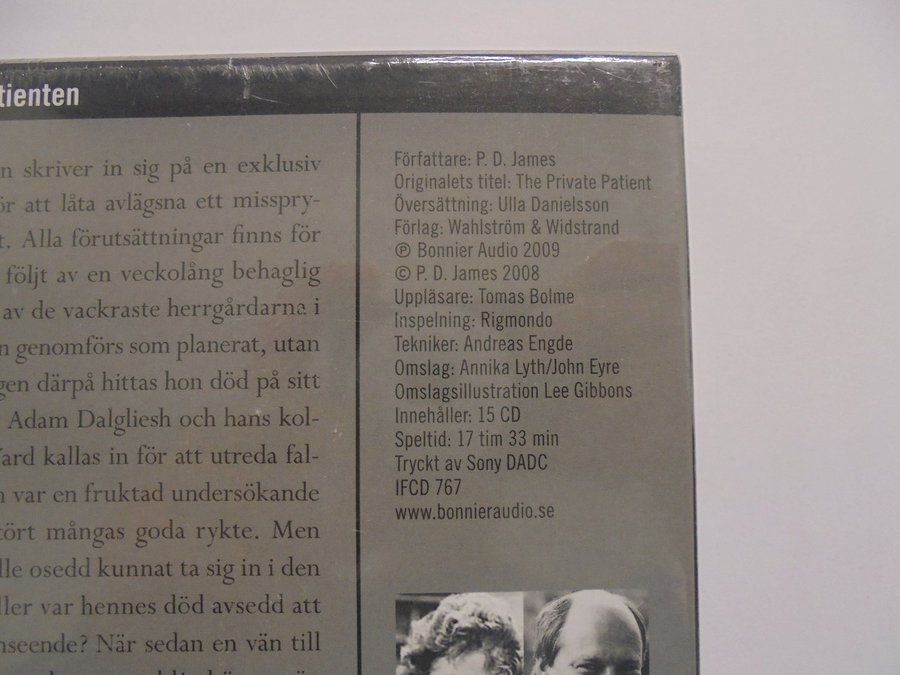 tienten
n skriver in sig på en exklusiv
ör att låta avlägsna ett misspry-
t. Alla förutsättningar finns för
följt av en veckolång behaglig
av de vackraste herrgårdarna i
n genomförs som planerat, utan
gen därpå hittas hon död på sitt
Adam Dalgliesh och hans kol-
Yard kallas in för att utreda fal-
n var en fruktad undersökande
tört mångas goda rykte. Men
lle osedd kunnat ta sig in i den
ller var hennes död avsedd att
nseende? När sedan en vän till
Författare: P. D. James
Originalets titel: The Private Patient
Översättning: Ulla Danielsson
Förlag: Wahlström & Widstrand
℗ Bonnier Audio 2009
© P. D. James 2008
Uppläsare: Tomas Bolme
Inspelning: Rigmondo
Tekniker: Andreas Engde
Omslag: Annika Lyth/John Eyre
Omslagsillustration Lee Gibbons
Innehåller: 15 CD
Speltid: 17 tim 33 min
Tryckt av Sony DADC
IFCD 767
www.bonnieraudio.se